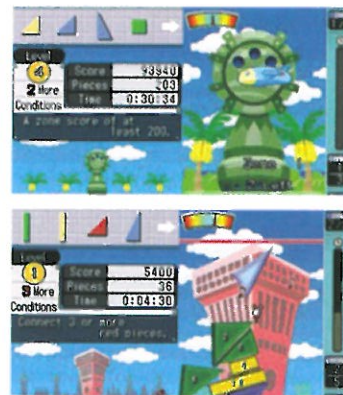 Level
Score 93940
2 More
Pieces 203
Conditions
Time 0:30:34
A zone score of at
least 200.
Zone
Level
1
Score 5400
3 More
Pieces 36
Conditions
Time 0:04:30
Connect 3 or more
red pieces.